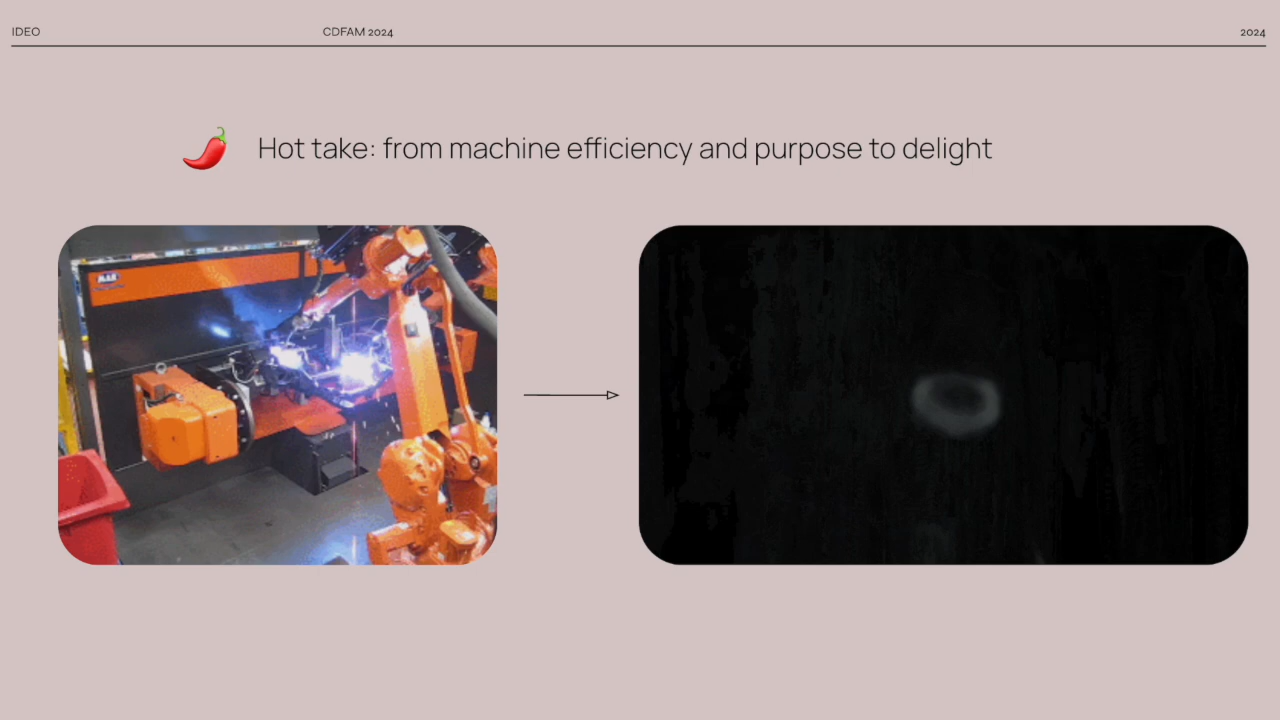 IDEO
CDFAM 2024
2024
Hot take: from machine efficiency and purpose to delight